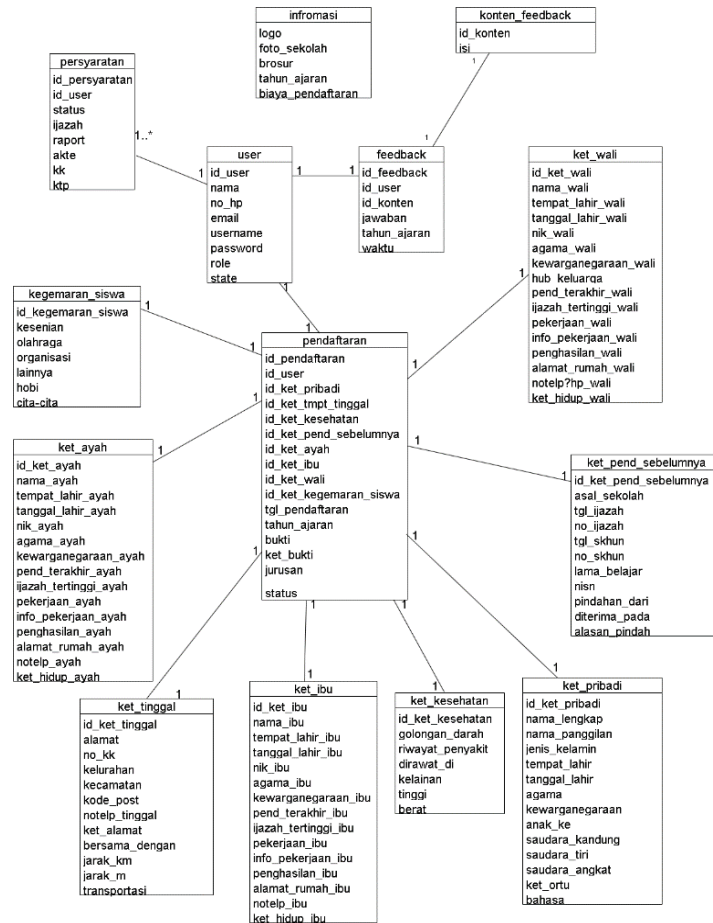 infromasi
logo
foto_sekolah
brosur
tahun_ajaran
biaya_pendaftaran
konten_feedback
id_konten
isi
1
1
persyaratan
id_persyaratan
id_user
status
ijazah
raport
akte
kk
ktp
1..*
1
user
id_user
nama
no_hp
email
username
password
role
state
1
1
feedback
id_feedback
id_user
id_konten
jawaban
tahun_ajaran
waktu
ket_wali
id_ket_wali
nama_wali
tempat_lahir_wali
tanggal_lahir_wali
nik_wali
agama_wali
kewarganegaraan_wali
hub_keluarga
pend_terakhir_wali
ijazah_tertinggi_wali
pekerjaan_wali
info_pekerjaan_wali
penghasilan_wali
alamat_rumah_wali
notelp?hp_wali
ket_hidup_wali
1
1
kegemaran_siswa
id_kegemaran_siswa
kesenian
olahraga
organisasi
lainnya
hobi
cita-cita
1
1
1
1
pendaftaran
id_pendaftaran
id_user
id_ket_pribadi
id_ket_tmpt_tinggal
id_ket_kesehatan
id_ket_pend_sebelumnya
id_ket_ayah
id_ket_ibu
id_ket_wali
id_ket_kegemaran_siswa
tgl_pendaftaran
tahun_ajaran
bukti
ket_bukti
jurusan
status
ket_ayah
id_ket_ayah
nama_ayah
tempat_lahir_ayah
tanggal_lahir_ayah
nik_ayah
agama_ayah
kewarganegaraan_ayah
pend_terakhir_ayah
ijazah_tertinggi_ayah
pekerjaan_ayah
info_pekerjaan_ayah
penghasilan_ayah
alamat_rumah_ayah
notelp_ayah
ket_hidup_ayah
1
1
1
1
ket_pend_sebelumnya
id_ket_pend_sebelumnya
asal_sekolah
tgl_ijazah
no_ijazah
tgl_skhun
no_skhun
lama_belajar
nisn
pindahan_dari
diterima_pada
alasan_pindah
1
1
1
1
1
1
1
1
ket_tinggal
id_ket_tinggal
alamat
no_kk
kelurahan
kecamatan
kode_post
notelp_tinggal
ket_alamat
bersama_dengan
jarak_km
jarak_m
transportasi
ket_ibu
id_ket_ibu
nama_ibu
tempat_lahir_ibu
tanggal_lahir_ibu
nik_ibu
agama_ibu
kewarganegaraan_ibu
pend_terakhir_ibu
ijazah_tertinggi_ibu
pekerjaan_ibu
info_pekerjaan_ibu
penghasilan_ibu
alamat_rumah_ibu
notelp_ibu
ket_hidup_ibu
ket_kesehatan
id_ket_kesehatan
golongan_darah
riwayat_penyakit
dirawat_di
kelainan
tinggi
berat
ket_pribadi
id_ket_pribadi
nama_lengkap
nama_panggilan
jenis_kelamin
tempat_lahir
tanggal_lahir
agama
kewarganegaraan
anak_ke
saudara_kandung
saudara_tiri
saudara_angkat
ket_ortu
bahasa